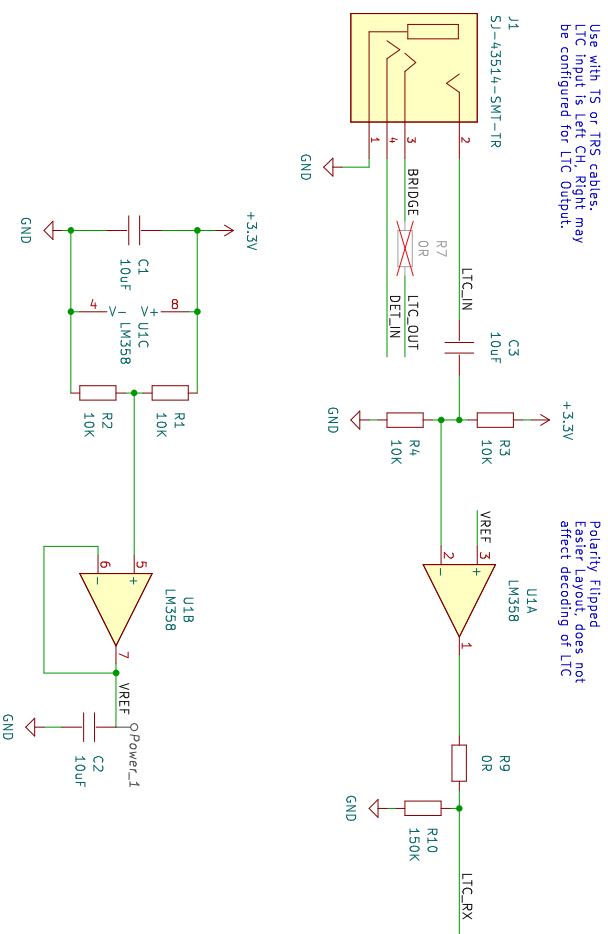 Use with TS or TRS cables.
LTC input is Left CH, Right may
be configured for LTC Output.
J1
SJ-43514-SMT-TR
2
3
4
1
GND
BRIDGE
R7
0R
LTC_OUT
DET_IN
LTC_IN
C3
10uF
+3.3V
R3
10K
R4
10K
GND
Polarity Flipped
Easier Layout, does not
affect decoding of LTC
VREF
3
2
+
-
1
U1A
LM358
R9
0R
R10
150K
GND
LTC_RX
+3.3V
GND
C1
10uF
8
4
V+
V-
U1C
LM358
R1
10K
R2
10K
5
6
+
-
7
U1B
LM358
VREF
Power_1
C2
10uF
GND